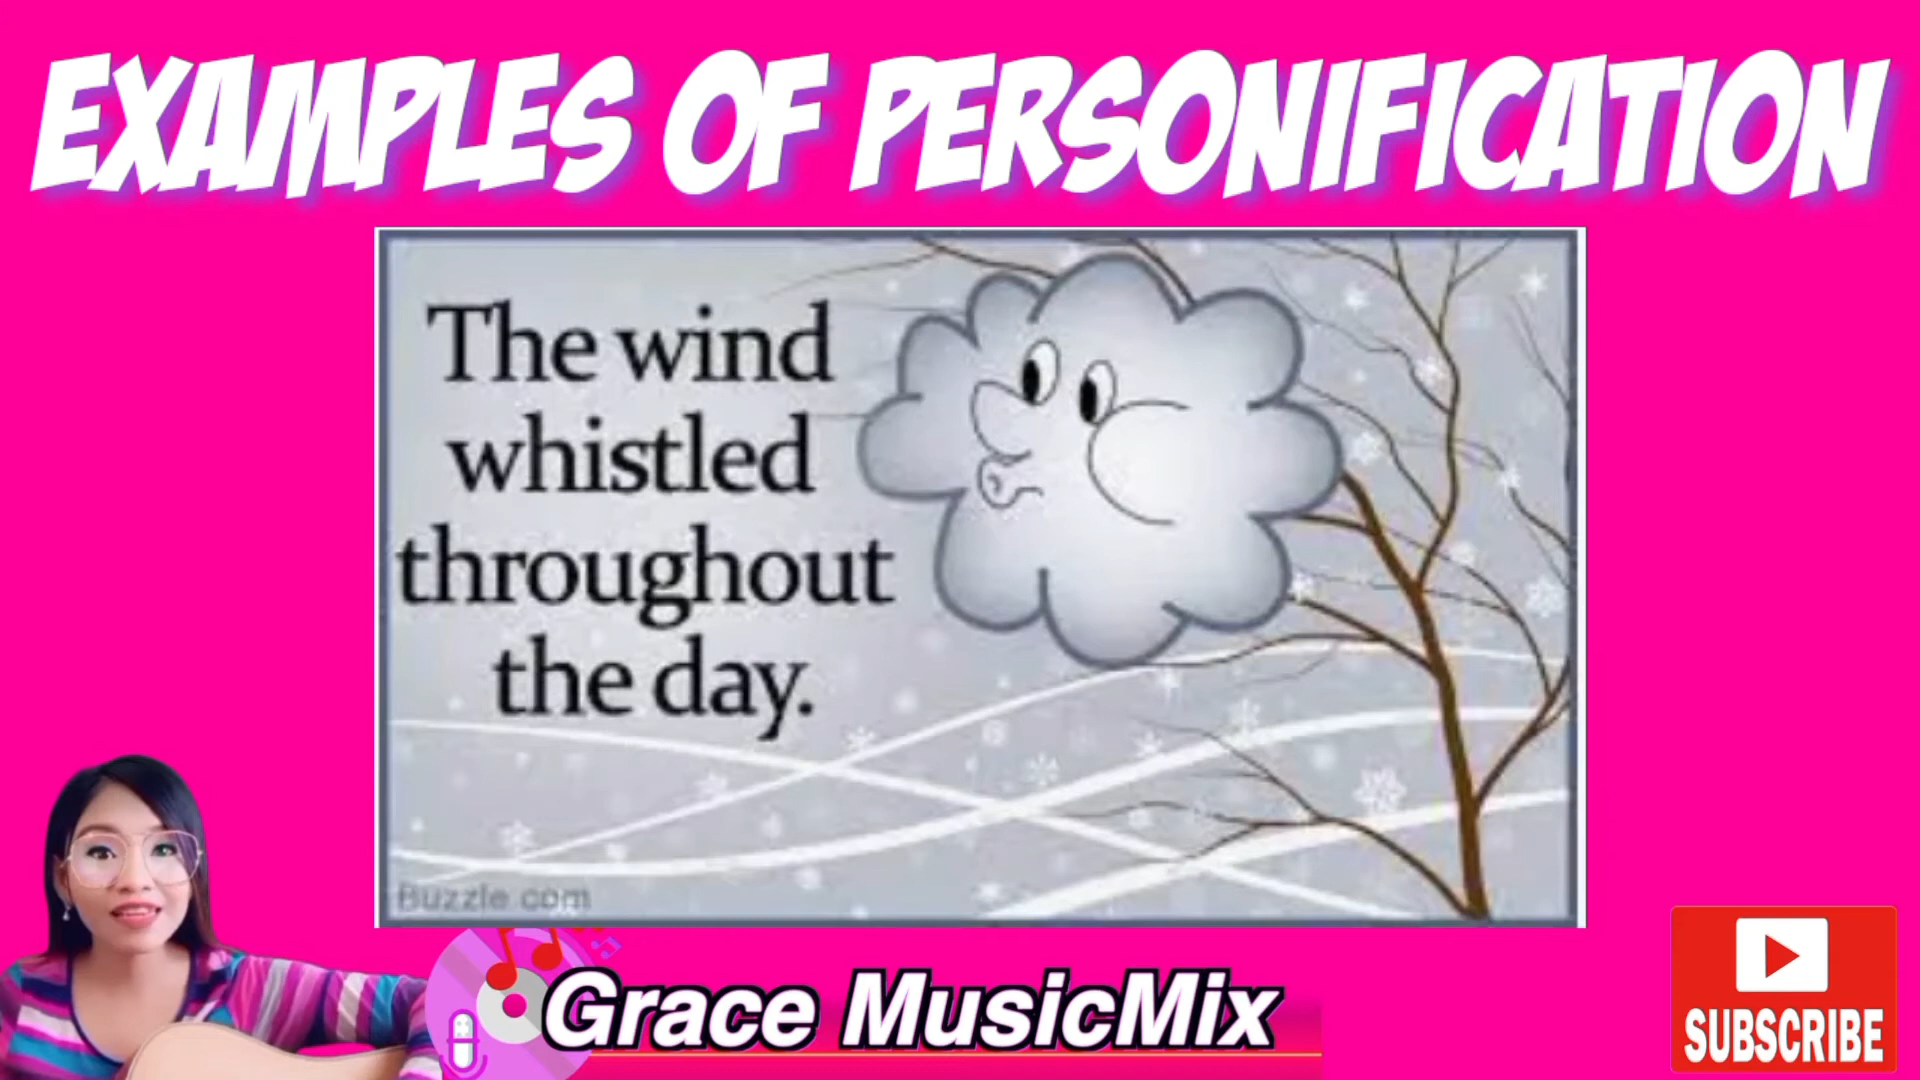 EXAMPLES OF PERSONIFICATION
The wind
whistled
throughout
the day.
Buzzle.com
Grace MusicMix
SUBSCRIBE